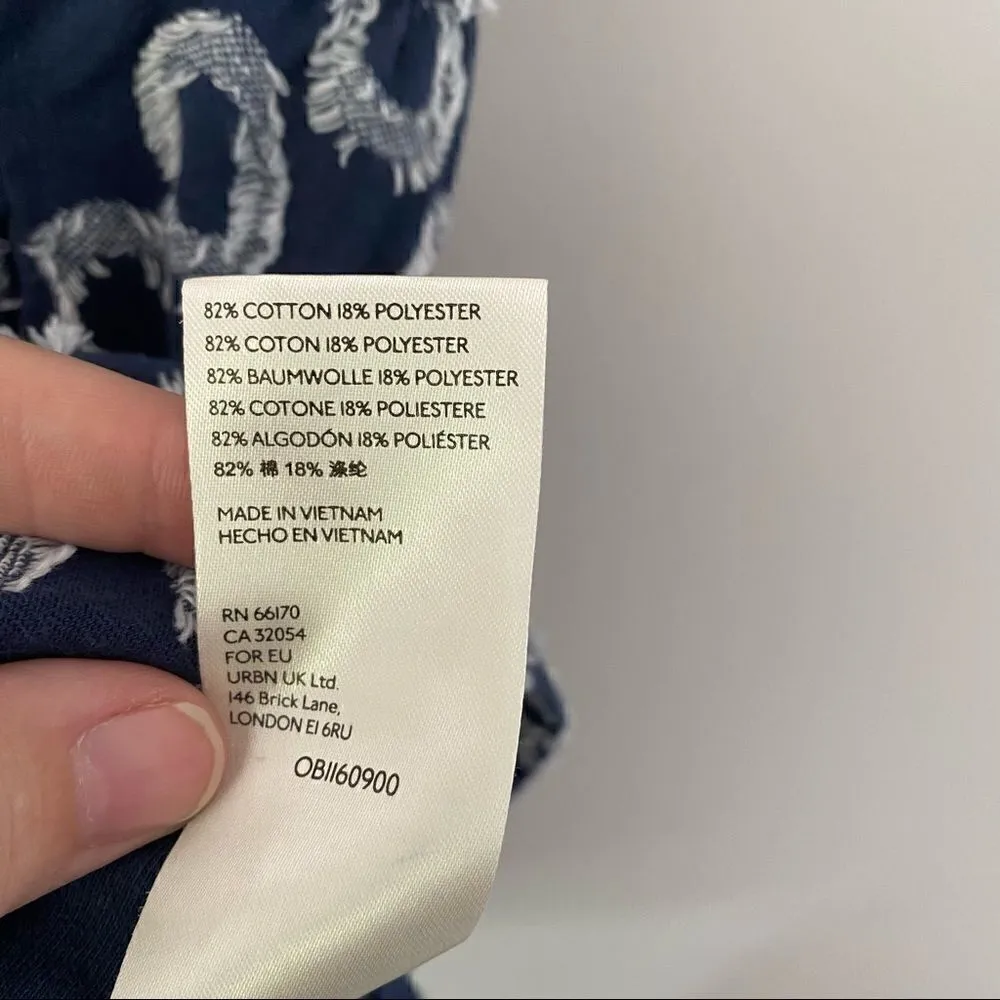 82% COTTON 18% POLYESTER
82% COTON 18% POLYESTER
82% BAUMWOLLE 18% POLYESTER
82% COTONE 18% POLIESTERE
82% ALGODÓN 18% POLIÉSTER
82% 棉 18% 涤纶
MADE IN VIETNAM
HECHO EN VIETNAM
RN 66170
CA 32054
FOR EU
URBN UK Ltd.
146 Brick Lane,
LONDON E1 6RU
OB1160900